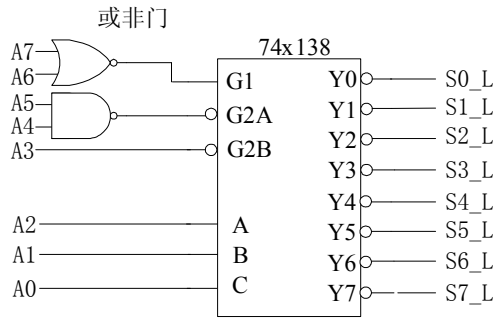 或非门
74x138
A7
A6
G1
A5
A4
G2A
A3
G2B
A2
A
A1
B
A0
C
Y0
S0_L
Y1
S1_L
Y2
S2_L
Y3
S3_L
Y4
S4_L
Y5
S5_L
Y6
S6_L
Y7
S7_L